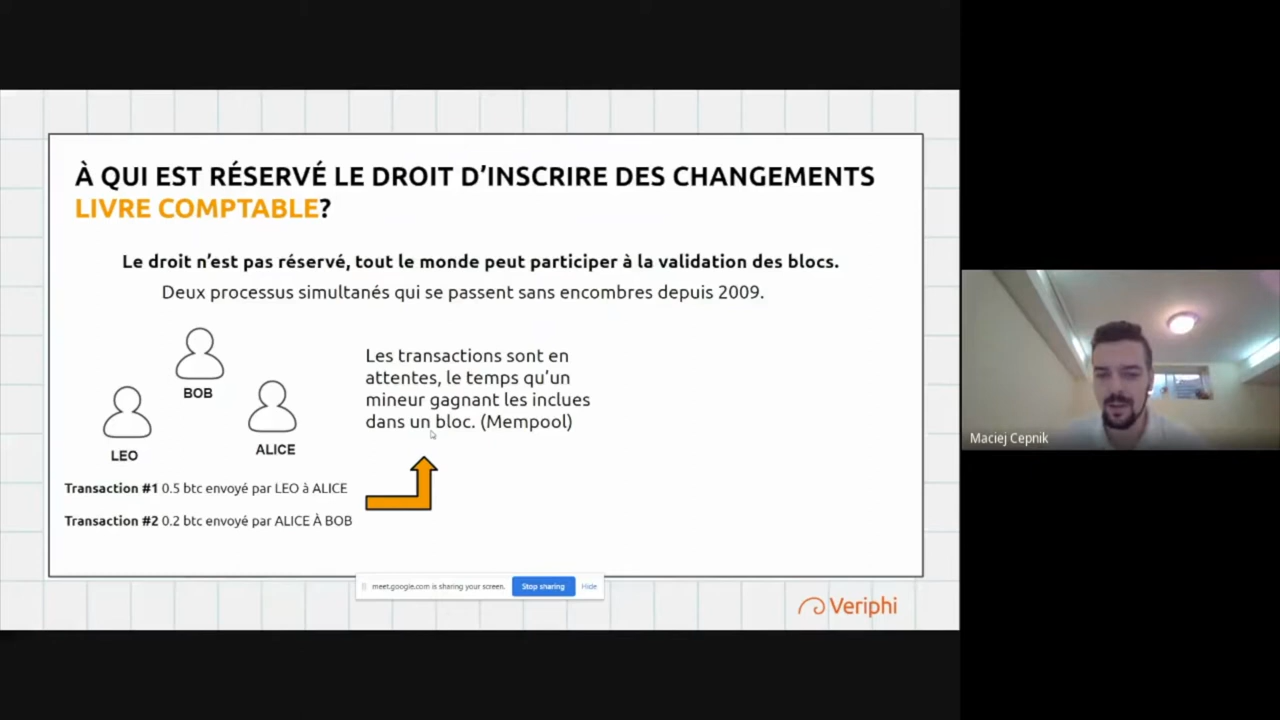 À QUI EST RÉSERVÉ LE DROIT D'INSCRIRE DES CHANGEMENTS
LIVRE COMPTABLE?
Le droit n'est pas réservé, tout le monde peut participer à la validation des blocs.
Deux processus simultanés qui se passent sans encombres depuis 2009.
BOB
LEO
ALICE
Les transactions sont en
attentes, le temps qu'un
mineur gagnant les inclues
dans un bloc. (Mempool)
Transaction #1 0.5 btc envoyé par LEO à ALICE
Transaction #2 0.2 btc envoyé par ALICE À BOB
meet.google.com is sharing your screen. Stop sharing Hide
Veriphi
Maciej Cepnik